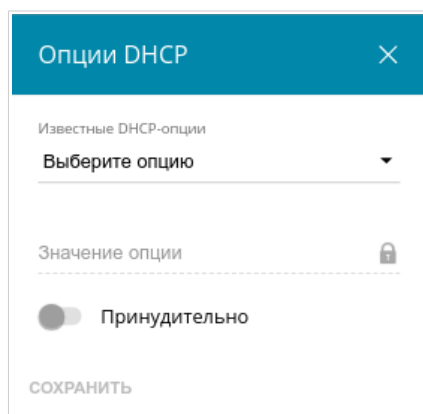 Опции DHCP
Известные DHCP-опции
Выберите опцию
Значение опции
Принудительно
СОХРАНИТЬ